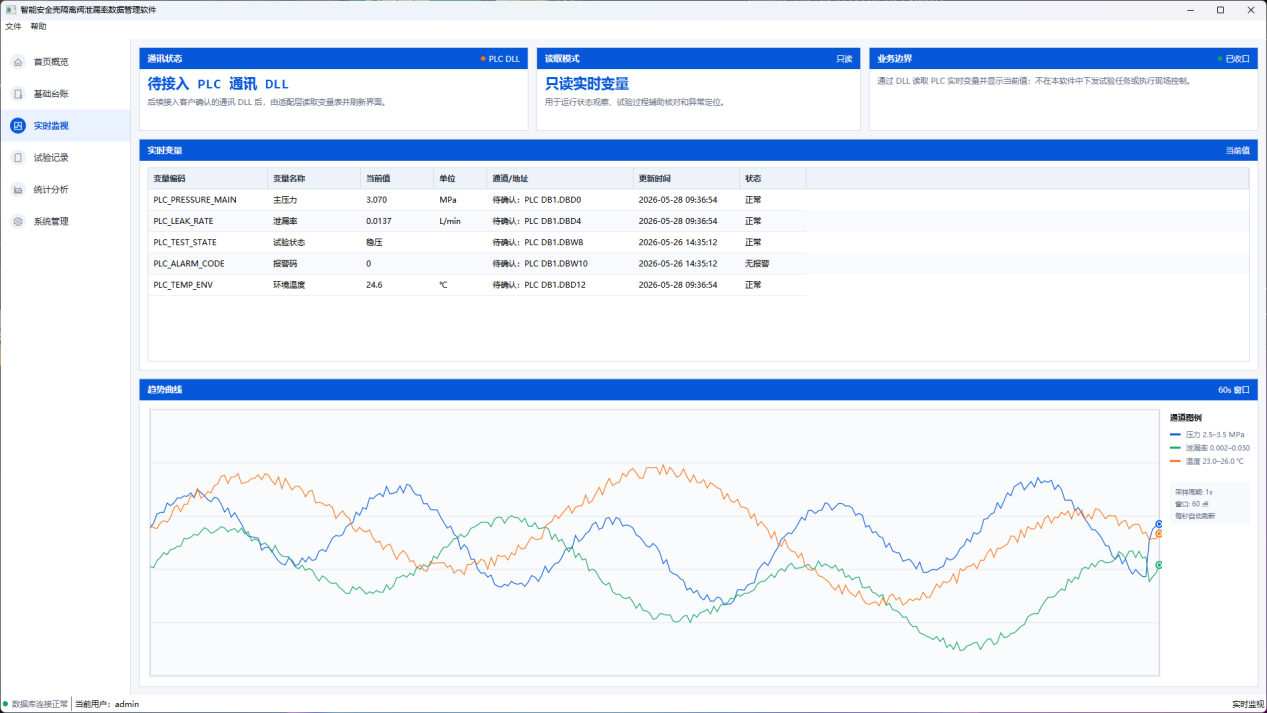 智能安全壳隔离阀泄漏率数据管理软件
文件 帮助
首页概览
基础台账
实时监视
试验记录
统计分析
系统管理
通讯状态 PLC DLL
待接入 PLC 通讯 DLL
后续接入客户确认的通讯 DLL 后，由适配层读取变量表并刷新界面。
读取模式 只读
只读实时变量
用于运行状态观察、试验过程辅助核对和异常定位。
业务边界 已收口
通过 DLL 读取 PLC 实时变量并显示当前值；不在本软件中下发试验任务或执行现场控制。
实时变量 当前值
变量编码 变量名称 当前值 单位 通道/地址 更新时间 状态
PLC_PRESSURE_MAIN 主压力 3.070 MPa 待确认：PLC DB1.DBD0 2026-05-28 09:36:54 正常
PLC_LEAK_RATE 泄漏率 0.0137 L/min 待确认：PLC DB1.DBD4 2026-05-28 09:36:54 正常
PLC_TEST_STATE 试验状态 稳压 待确认：PLC DB1.DBW8 2026-05-26 14:35:12 正常
PLC_ALARM_CODE 报警码 0 待确认：PLC DB1.DBW10 2026-05-26 14:35:12 无报警
PLC_TEMP_ENV 环境温度 24.6 ℃ 待确认：PLC DB1.DBD12 2026-05-28 09:36:54 正常
趋势曲线 60s 窗口
通道图例
压力 2.5~3.5 MPa
泄漏率 0.002~0.030
温度 23.0~26.0 ℃
采样周期: 1s
窗口: 60 点
每秒自动刷新
数据库连接正常 当前用户：admin 实时监视